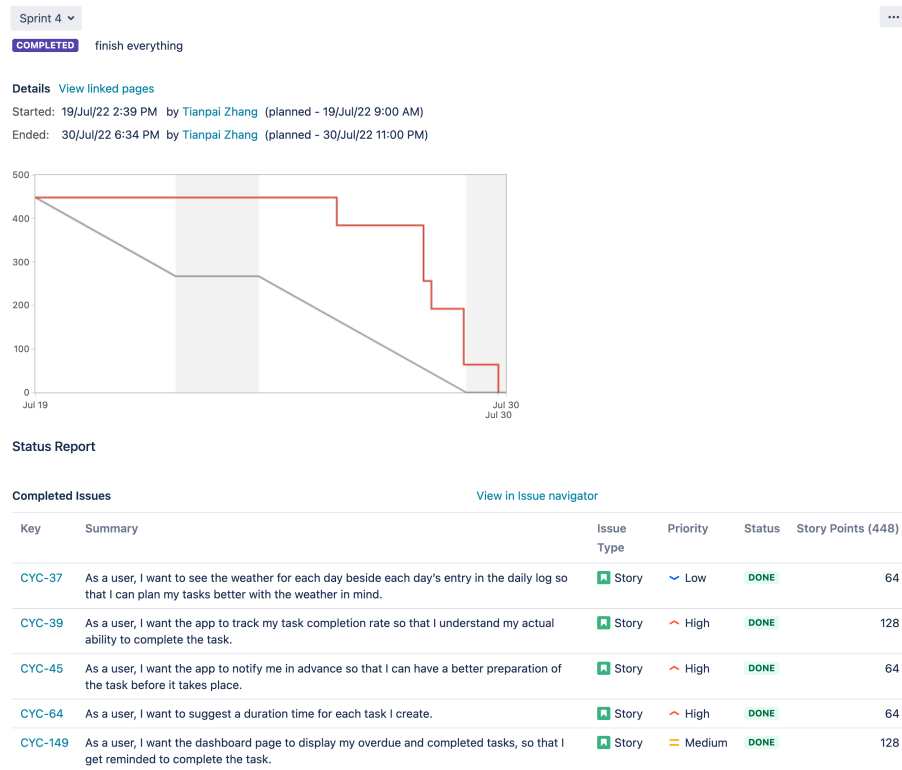 Sprint 4
COMPLETED finish everything
Details View linked pages
Started: 19/Jul/22 2:39 PM by Tianpai Zhang (planned - 19/Jul/22 9:00 AM)
Ended: 30/Jul/22 6:34 PM by Tianpai Zhang (planned - 30/Jul/22 11:00 PM)
500
400
300
200
100
0
Jul 19 Jul 30
Jul 30
Status Report
Completed Issues View in Issue navigator
Key Summary Issue Priority Status Story Points (448)
Type
CYC-37 As a user, I want to see the weather for each day beside each day's entry in the daily log so Story Low DONE 64
that I can plan my tasks better with the weather in mind.
CYC-39 As a user, I want the app to track my task completion rate so that I understand my actual Story High DONE 128
ability to complete the task.
CYC-45 As a user, I want the app to notify me in advance so that I can have a better preparation of Story High DONE 64
the task before it takes place.
CYC-64 As a user, I want to suggest a duration time for each task I create. Story High DONE 64
CYC-149 As a user, I want the dashboard page to display my overdue and completed tasks, so that I Story Medium DONE 128
get reminded to complete the task.